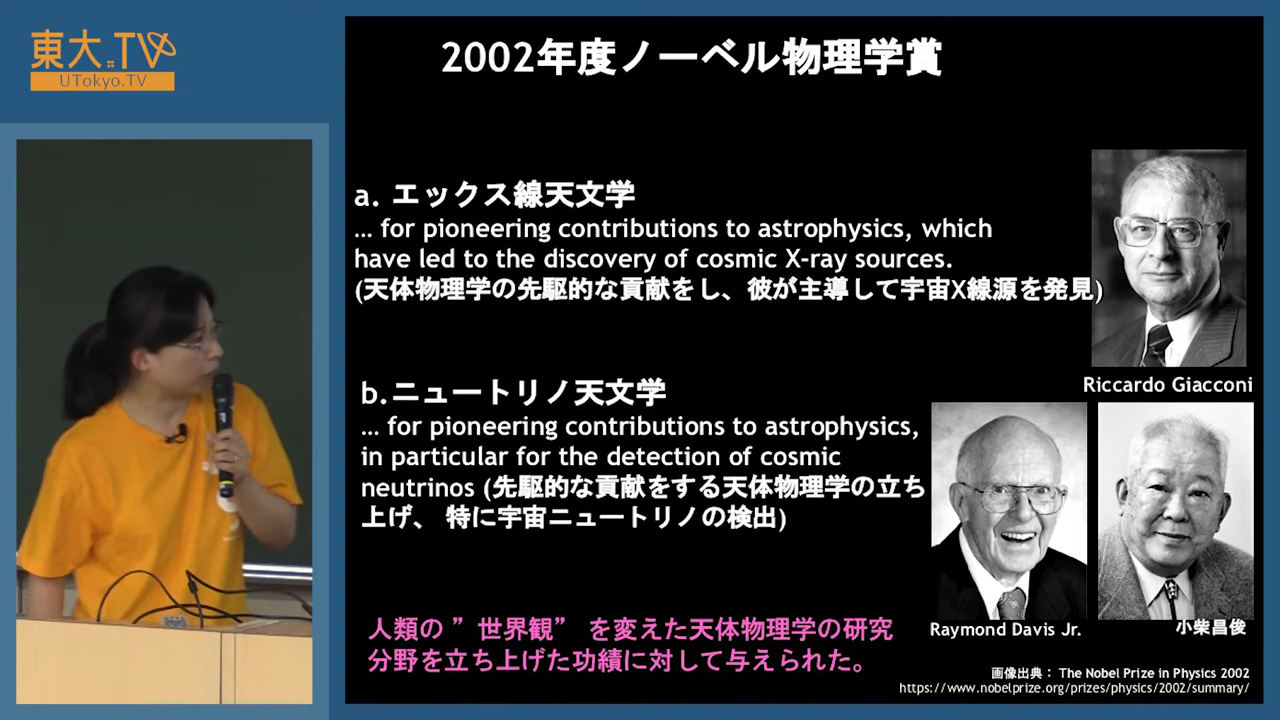 東大.TV
UTokyo.TV
2002年度ノーベル物理学賞
a. エックス線天文学
… for pioneering contributions to astrophysics, which
have led to the discovery of cosmic X-ray sources.
(天体物理学の先駆的な貢献をし、彼が主導して宇宙X線源を発見)
Riccardo Giacconi
b.ニュートリノ天文学
… for pioneering contributions to astrophysics,
in particular for the detection of cosmic
neutrinos (先駆的な貢献をする天体物理学の立ち
上げ、 特に宇宙ニュートリノの検出)
Raymond Davis Jr.
小柴昌俊
人類の ”世界観” を変えた天体物理学の研究
分野を立ち上げた功績に対して与えられた。
画像出典： The Nobel Prize in Physics 2002
https://www.nobelprize.org/prizes/physics/2002/summary/